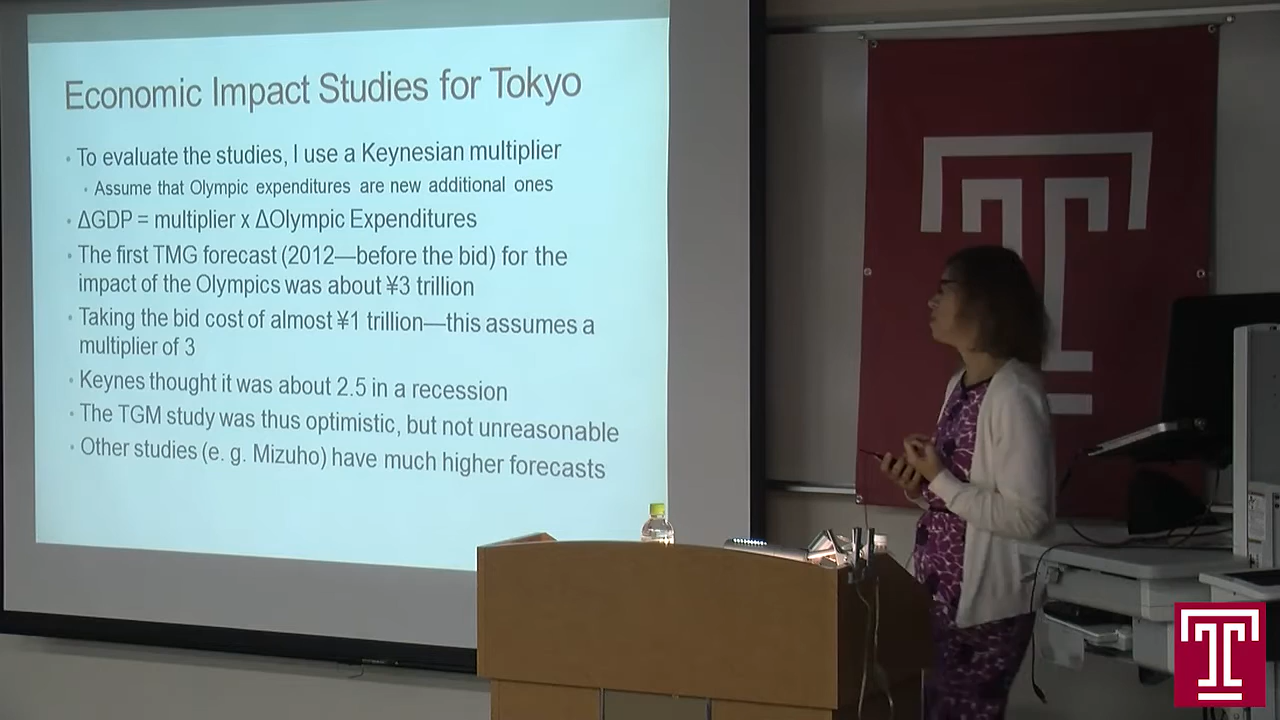 Economic Impact Studies for Tokyo
• To evaluate the studies, I use a Keynesian multiplier
• Assume that Olympic expenditures are new additional ones
• ΔGDP = multiplier x ΔOlympic Expenditures
• The first TMG forecast (2012—before the bid) for the
impact of the Olympics was about ¥3 trillion
• Taking the bid cost of almost ¥1 trillion—this assumes a
multiplier of 3
• Keynes thought it was about 2.5 in a recession
• The TGM study was thus optimistic, but not unreasonable
• Other studies (e. g. Mizuho) have much higher forecasts
T
T